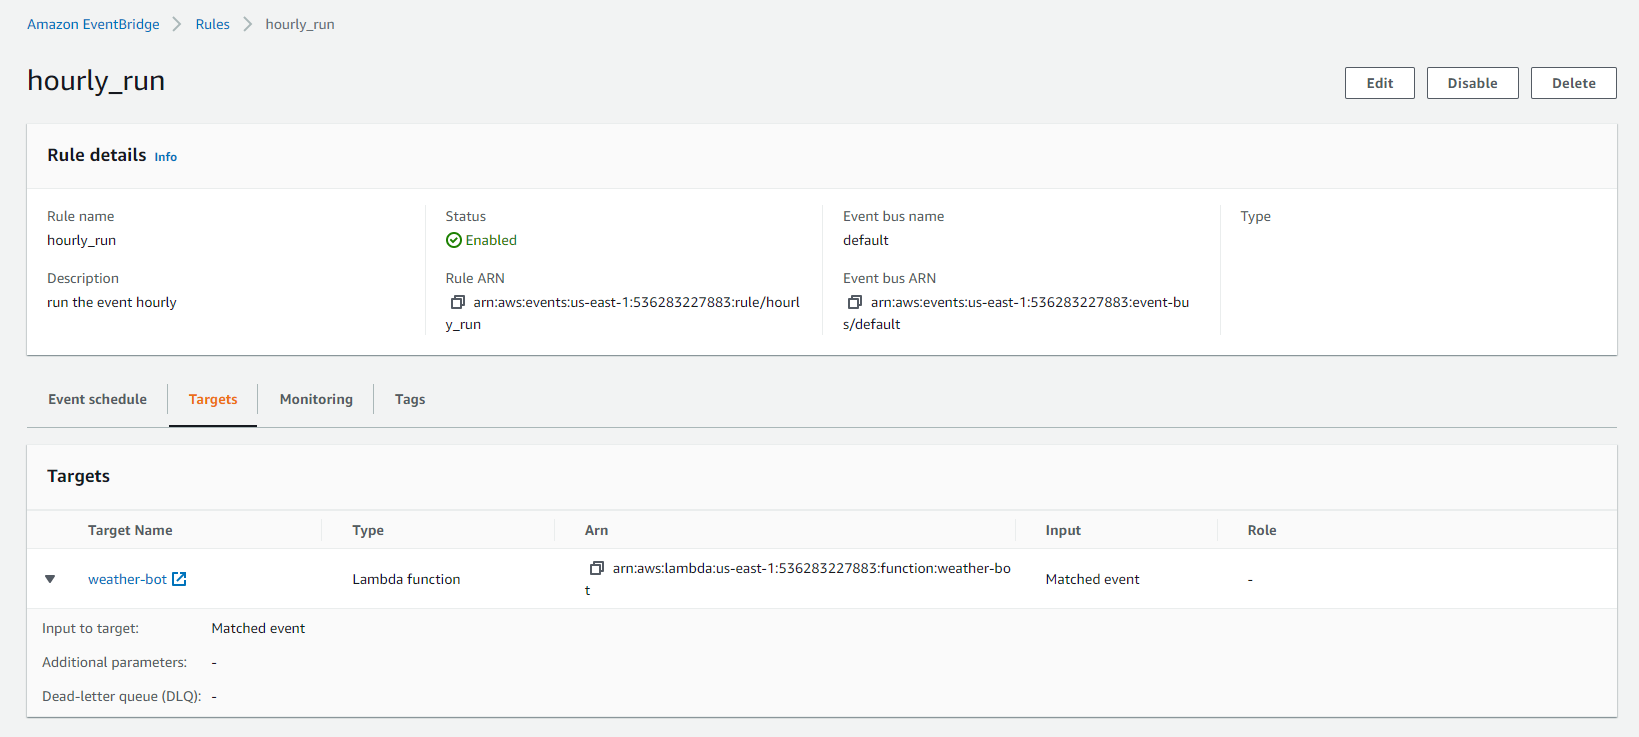 Amazon EventBridge > Rules > hourly_run
hourly_run
Edit Disable Delete
Rule details Info
Rule name
hourly_run
Description
run the event hourly
Status
Enabled
Rule ARN
arn:aws:events:us-east-1:536283227883:rule/hourl
y_run
Event bus name
default
Event bus ARN
arn:aws:events:us-east-1:536283227883:event-bu
s/default
Type
Event schedule Targets Monitoring Tags
Targets
Target Name Type Arn Input Role
weather-bot Lambda function arn:aws:lambda:us-east-1:536283227883:function:weather-bo
t
Matched event -
Input to target: Matched event
Additional parameters: -
Dead-letter queue (DLQ): -